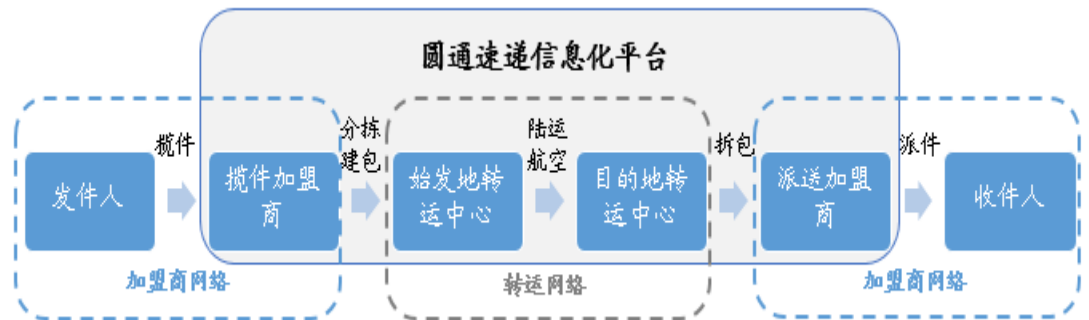 圆通速递信息化平台
揽件
分拣
建包
陆运
航空
拆包
派件
发件人
揽件加盟
商
始发地转
运中心
目的地转
运中心
派送加盟
商
收件人
加盟商网络
转运网络
加盟商网络